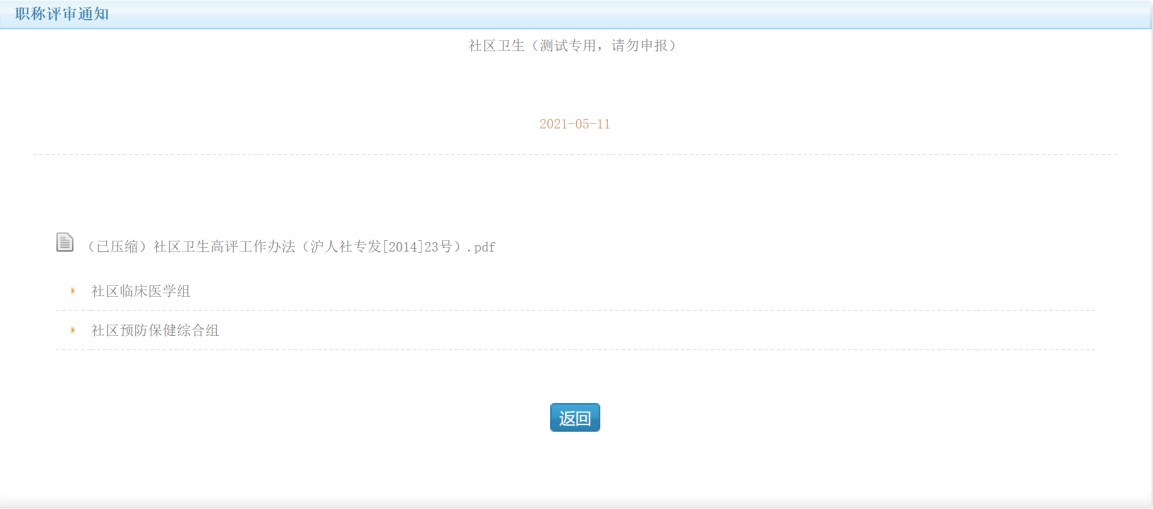 职称评审通知
社区卫生（测试专用，请勿申报）
2021-05-11
（已压缩）社区卫生高评工作办法（沪人社专发[2014]23号）.pdf
社区临床医学组
社区预防保健综合组
返回